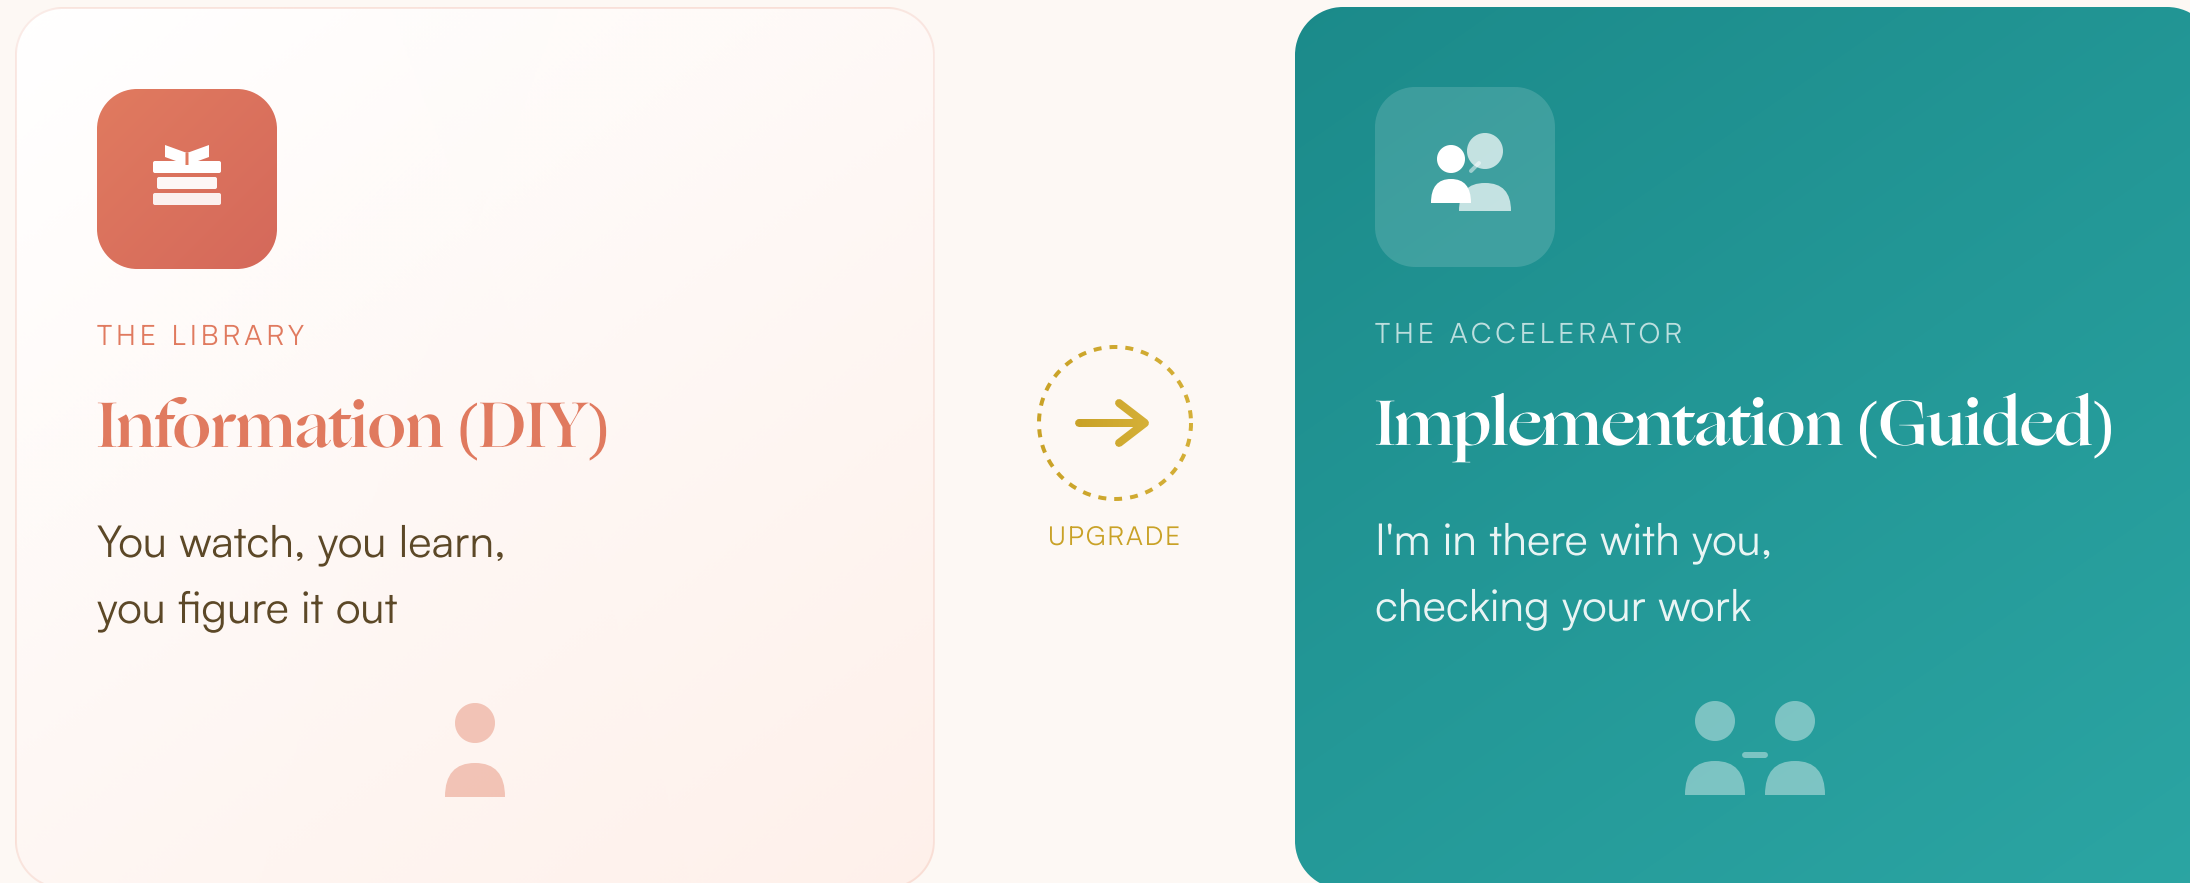 THE LIBRARY
Information (DIY)
You watch, you learn,
you figure it out
UPGRADE
THE ACCELERATOR
Implementation (Guided)
I'm in there with you,
checking your work